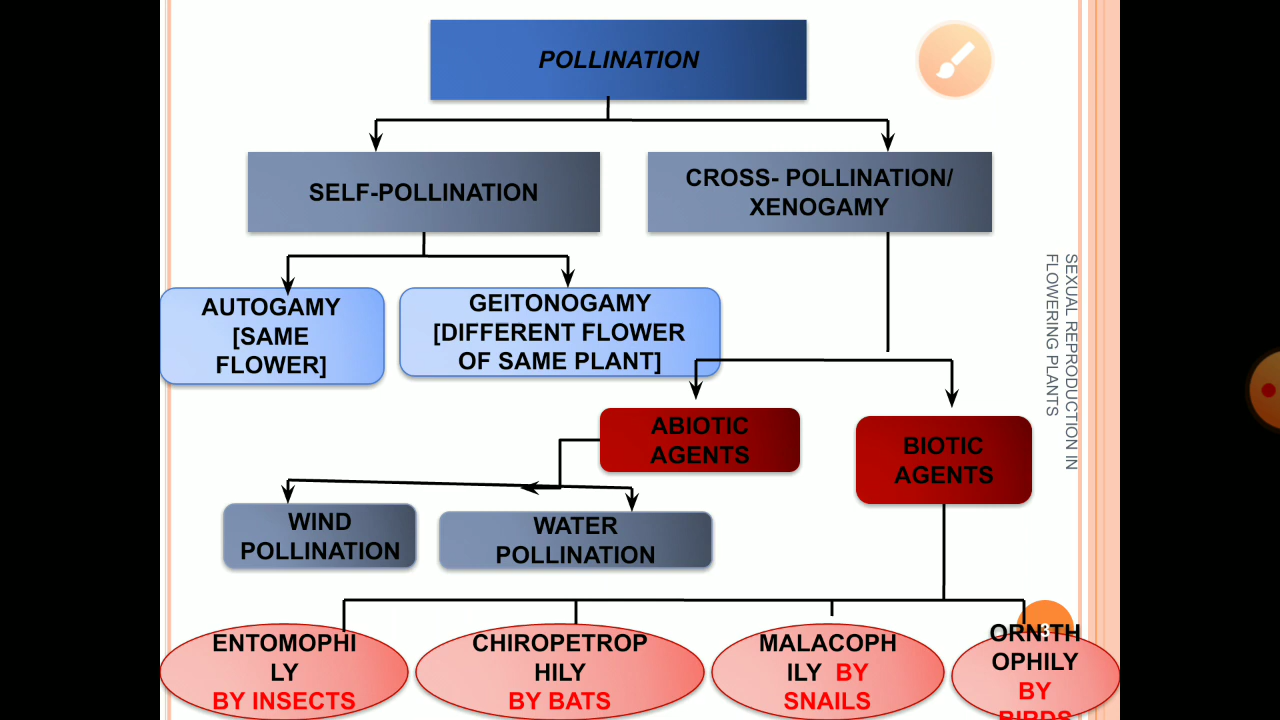 POLLINATION
SELF-POLLINATION
CROSS- POLLINATION/
XENOGAMY
AUTOGAMY
[SAME
FLOWER]
GEITONOGAMY
[DIFFERENT FLOWER
OF SAME PLANT]
SEXUAL REPRODUCTION IN
FLOWERING PLANTS
ABIOTIC
AGENTS
BIOTIC
AGENTS
WIND
POLLINATION
WATER
POLLINATION
ENTOMOPHI
LY
BY INSECTS
CHIROPETROP
HILY
BY BATS
MALACOPH
ILY BY
SNAILS
3
ORNITH
OPHILY
BY
BIRDS